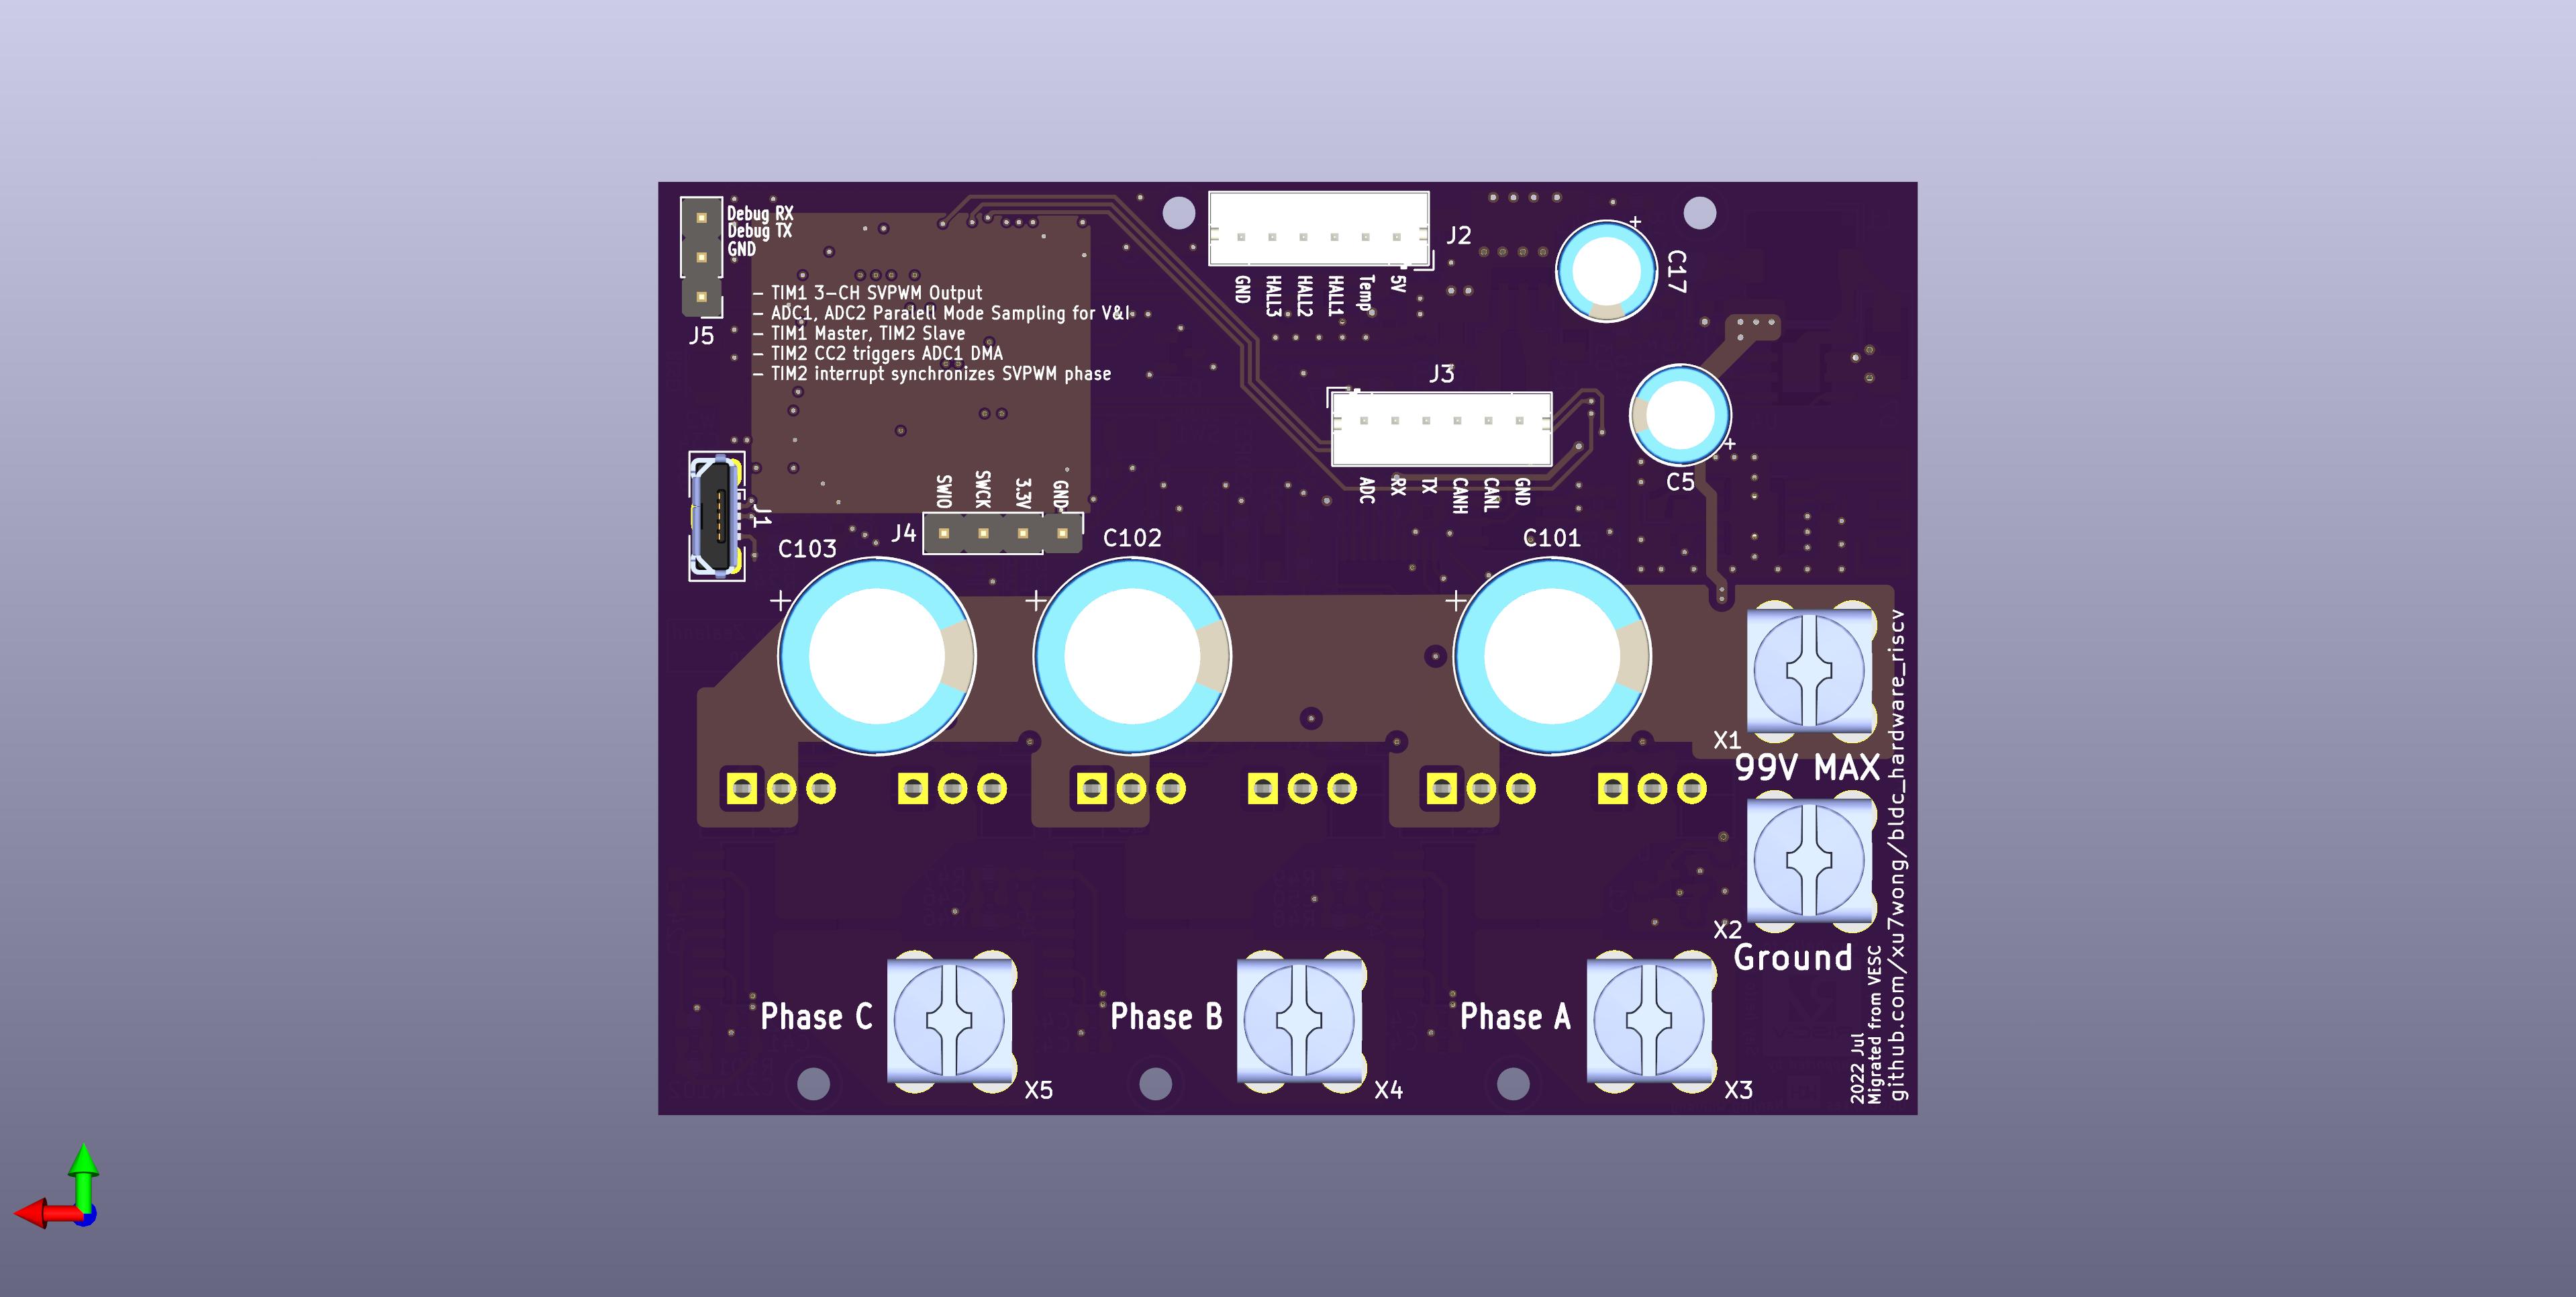 Debug RX
Debug TX
GND
J5
- TIM1 3-CH SVPWM Output
- ADC1, ADC2 Paralell Mode Sampling for V&I
- TIM1 Master, TIM2 Slave
- TIM2 CC2 triggers ADC1 DMA
- TIM2 interrupt synchronizes SVPWM phase
J2
GND
HALL3
HALL2
HALL1
Temp
5V
+
C17
J3
ADC
RX
TX
CANH
CANL
GND
+
C5
J1
SWIO
SWCK
3.3V
GND
J4
C103
+
C102
+
C101
+
X1
99V MAX
X2
Ground
Phase C
X5
Phase B
X4
Phase A
X3
2022 Jul
Migrated from VESC
github.com/xu7wong/bldc_hardware_riscv